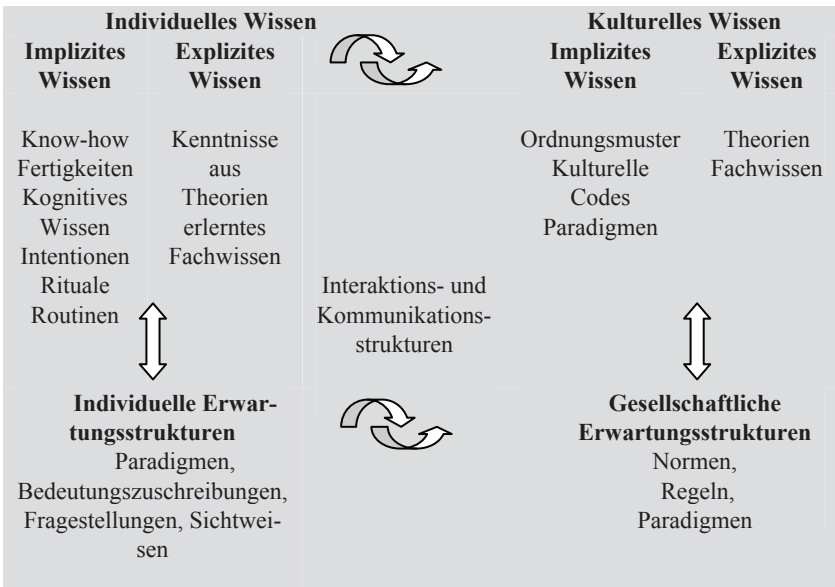 Individuelles Wissen
Kulturelles Wissen
Implizites
Wissen
Explizites
Wissen
Implizites
Wissen
Explizites
Wissen
Know-how
Fertigkeiten
Kognitives
Wissen
Intentionen
Rituale
Routinen
Kenntnisse
aus
Theorien
erlerntes
Fachwissen
Interaktions- und
Kommunikations-
strukturen
Ordnungsmuster
Kulturelle
Codes
Paradigmen
Theorien
Fachwissen
Individuelle Erwar-
tungsstrukturen
Paradigmen,
Bedeutungszuschreibungen,
Fragestellungen, Sichtwei-
sen
Gesellschaftliche
Erwartungsstrukturen
Normen,
Regeln,
Paradigmen